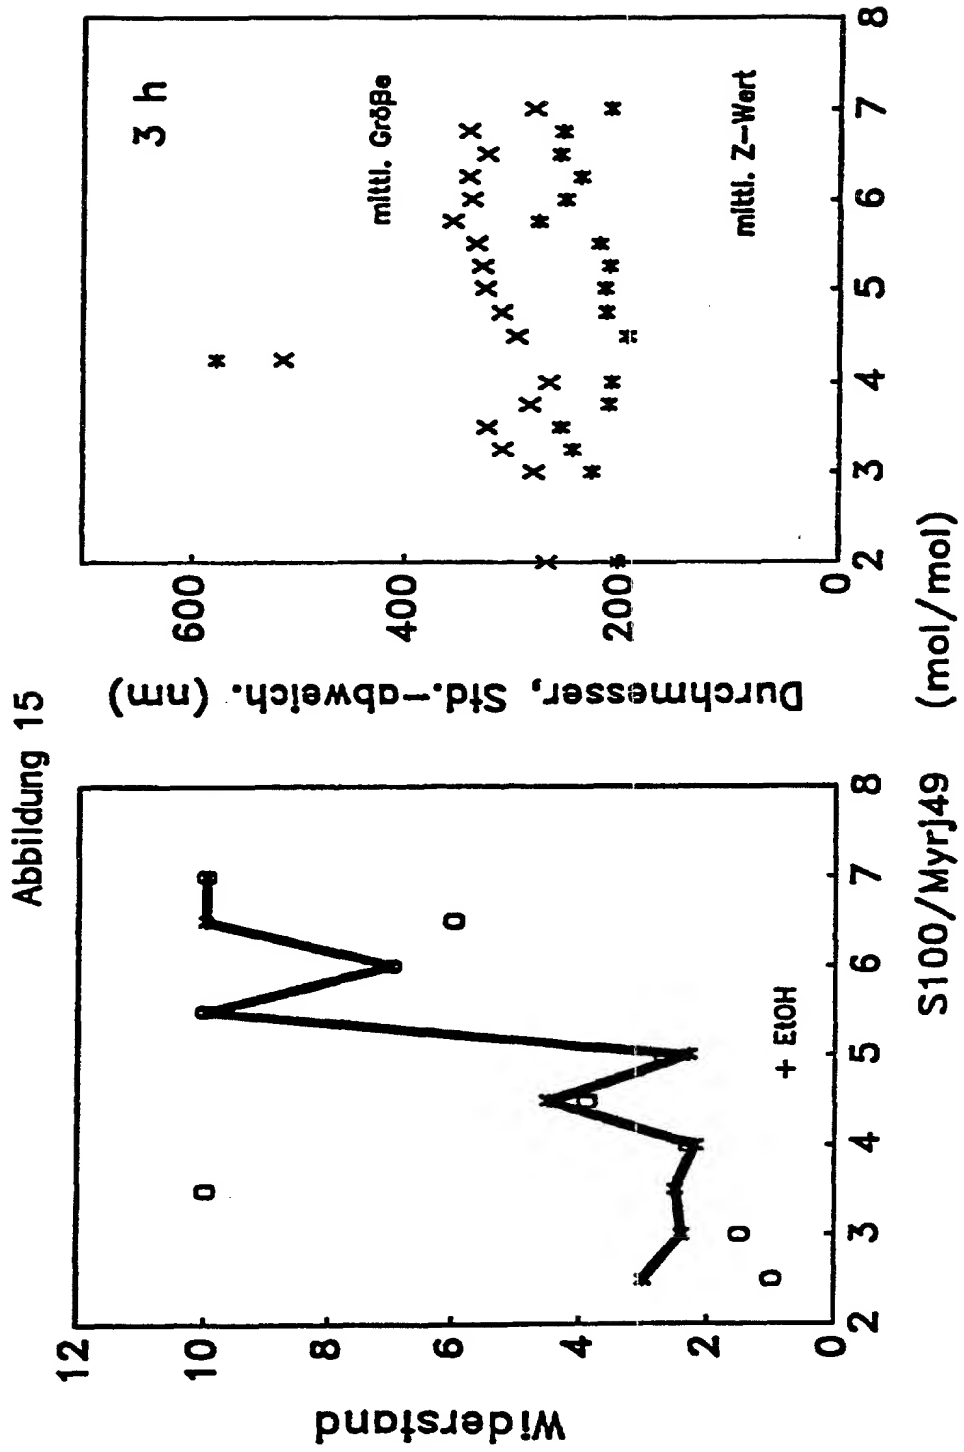 Abbildung 15
Widerstand
12
10
8
6
4
2
0
2 3 4 5 6 7 8
+ EtOH
Durchmesser, Std.-abweich. (nm)
600
400
200
0
2 3 4 5 6 7 8
3 h
mittl. Größe
mittl. Z-Wert
S100/Myrj49 (mol/mol)